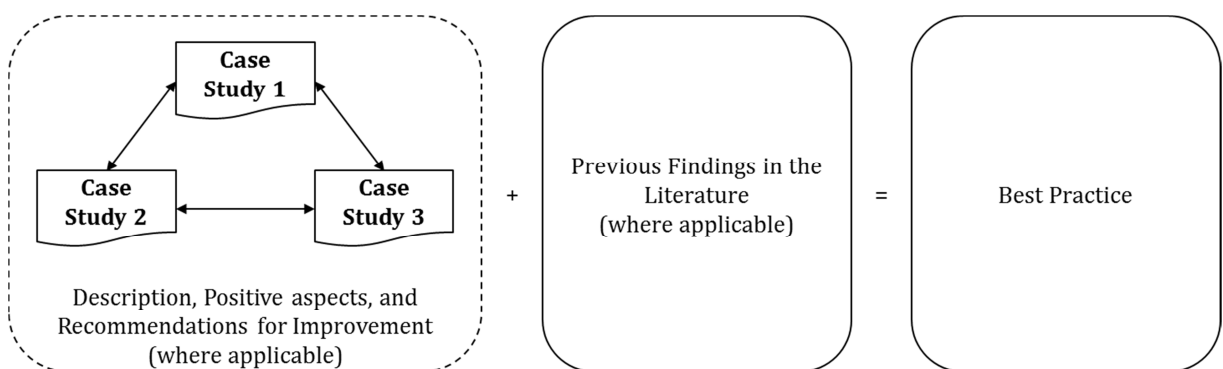 Case
Study 1
Case
Study 2
Case
Study 3
Description, Positive aspects, and
Recommendations for Improvement
(where applicable)
+
Previous Findings in the
Literature
(where applicable)
=
Best Practice